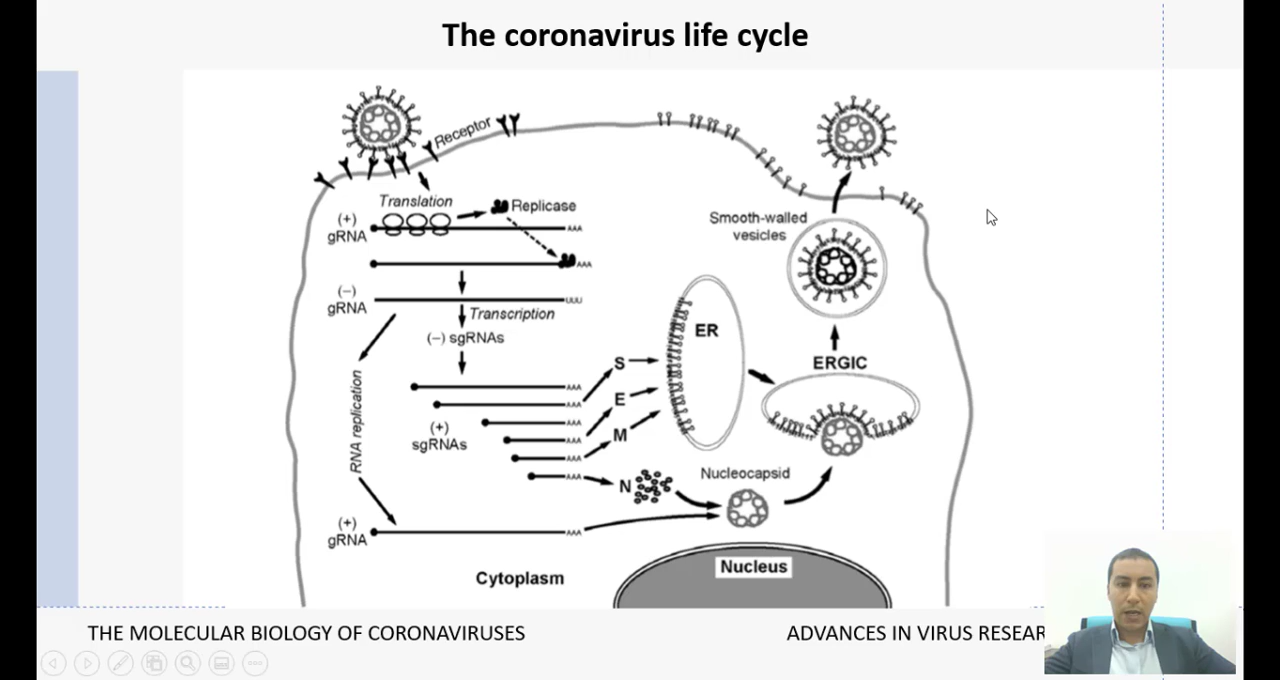 The coronavirus life cycle
Receptor
Translation
Replicase
(+)
gRNA
AAA
AAA
(−)
gRNA
UUU
Transcription
(−) sgRNAs
RNA replication
AAA
AAA
AAA
AAA
AAA
AAA
(+)
sgRNAs
S
E
M
N
ER
Smooth-walled
vesicles
ERGIC
Nucleocapsid
(+)
gRNA
AAA
Cytoplasm
Nucleus
THE MOLECULAR BIOLOGY OF CORONAVIRUSES
ADVANCES IN VIRUS RESEAR